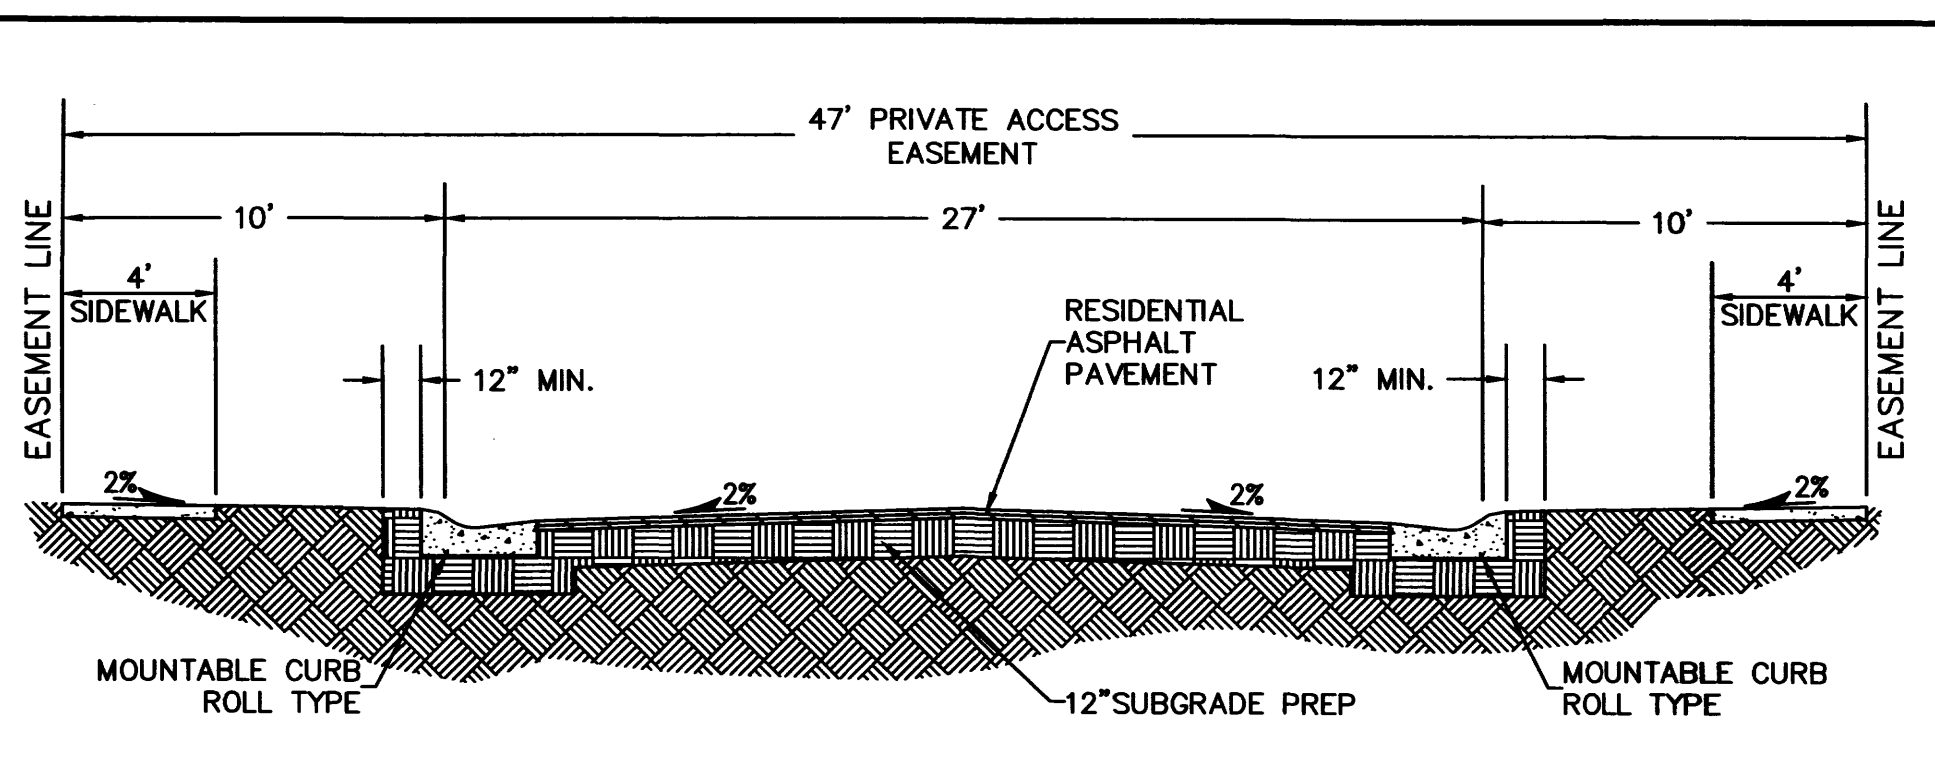 47' PRIVATE ACCESS
EASEMENT
10'
27'
10'
EASEMENT LINE
4'
SIDEWALK
4'
SIDEWALK
EASEMENT LINE
RESIDENTIAL
ASPHALT
PAVEMENT
12" MIN.
12" MIN.
2%
2%
2%
2%
MOUNTABLE CURB
ROLL TYPE
12"SUBGRADE PREP
MOUNTABLE CURB
ROLL TYPE